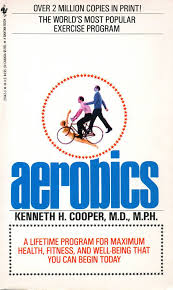 OVER 2 MILLION COPIES IN PRINT!
THE WORLD'S MOST POPULAR
EXERCISE PROGRAM
aerobics
KENNETH H. COOPER, M.D., M.P.H.
A LIFETIME PROGRAM FOR MAXIMUM
HEALTH, FITNESS, AND WELL-BEING THAT
YOU CAN BEGIN TODAY